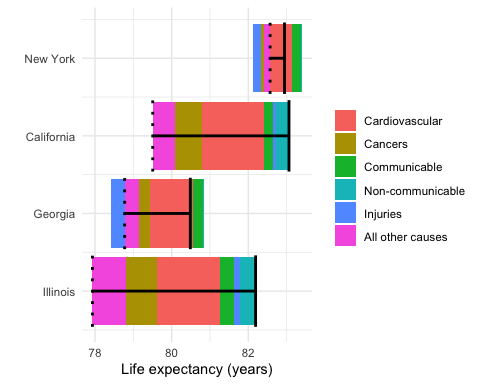 New York
California
Georgia
Illinois
78 80 82
Life expectancy (years)
Cardiovascular
Cancers
Communicable
Non-communicable
Injuries
All other causes